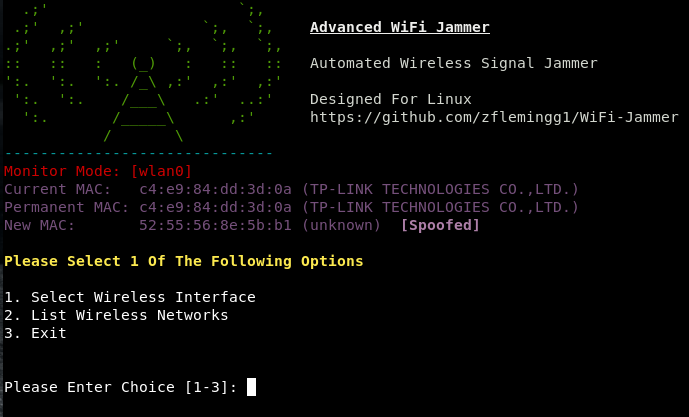 Advanced WiFi Jammer
Automated Wireless Signal Jammer
Designed For Linux
https://github.com/zflemingg1/WiFi-Jammer
-------------------------------
Monitor Mode: [wlan0]
Current MAC:   c4:e9:84:dd:3d:0a (TP-LINK TECHNOLOGIES CO.,LTD.)
Permanent MAC: c4:e9:84:dd:3d:0a (TP-LINK TECHNOLOGIES CO.,LTD.)
New MAC:       52:55:56:8e:5b:b1 (unknown)  [Spoofed]
Please Select 1 Of The Following Options
1. Select Wireless Interface
2. List Wireless Networks
3. Exit
Please Enter Choice [1-3]: